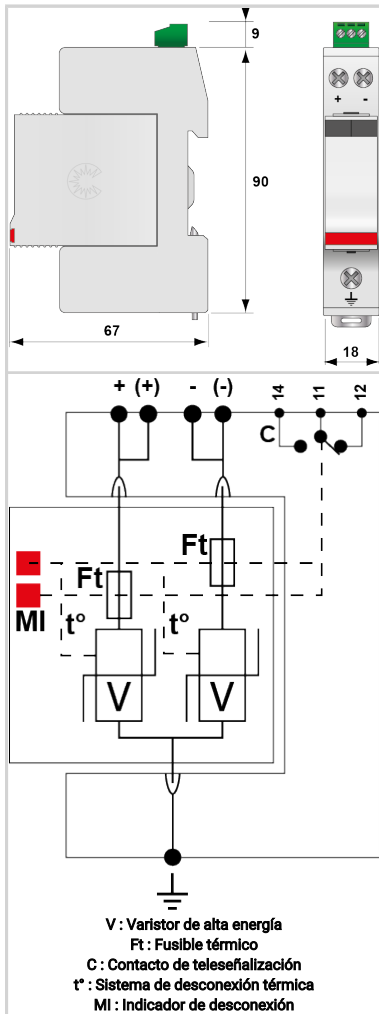 9
+ -
90
67
18
+ (+) - (-) 14 11 12
C
Ft
Ft
MI
t°
t°
V
V
V : Varistor de alta energía
Ft : Fusible térmico
C : Contacto de teleseñalización
t° : Sistema de desconexión térmica
MI : Indicador de desconexión